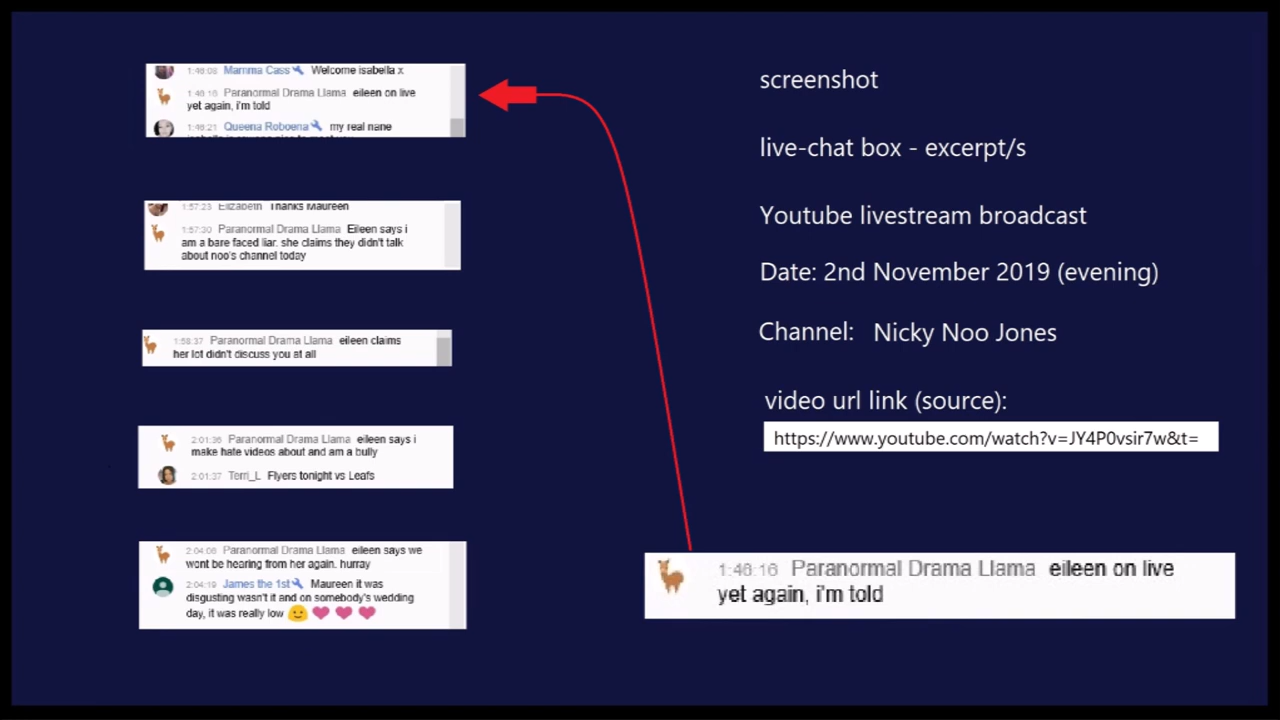 1:46:08 Mamma Cass Welcome isabella x
1:46:16 Paranormal Drama Llama eileen on live
yet again, i'm told
1:46:21 Queena Roboena my real nane
1:57:23 Elizabeth Thanks Maureen
1:57:30 Paranormal Drama Llama Eileen says i
am a bare faced liar. she claims they didn't talk
about noo's channel today
1:58:37 Paranormal Drama Llama eileen claims
her lot didn't discuss you at all
2:01:36 Paranormal Drama Llama eileen says i
make hate videos about and am a bully
2:01:37 Terri_L Flyers tonight vs Leafs
2:04:06 Paranormal Drama Llama eileen says we
wont be hearing from her again. hurray
2:04:19 James the 1st Maureen it was
disgusting wasn't it and on somebody's wedding
day, it was really low
screenshot
live-chat box - excerpt/s
Youtube livestream broadcast
Date: 2nd November 2019 (evening)
Channel: Nicky Noo Jones
video url link (source):
https://www.youtube.com/watch?v=JY4P0vsir7w&t=
1:46:16 Paranormal Drama Llama eileen on live
yet again, i'm told